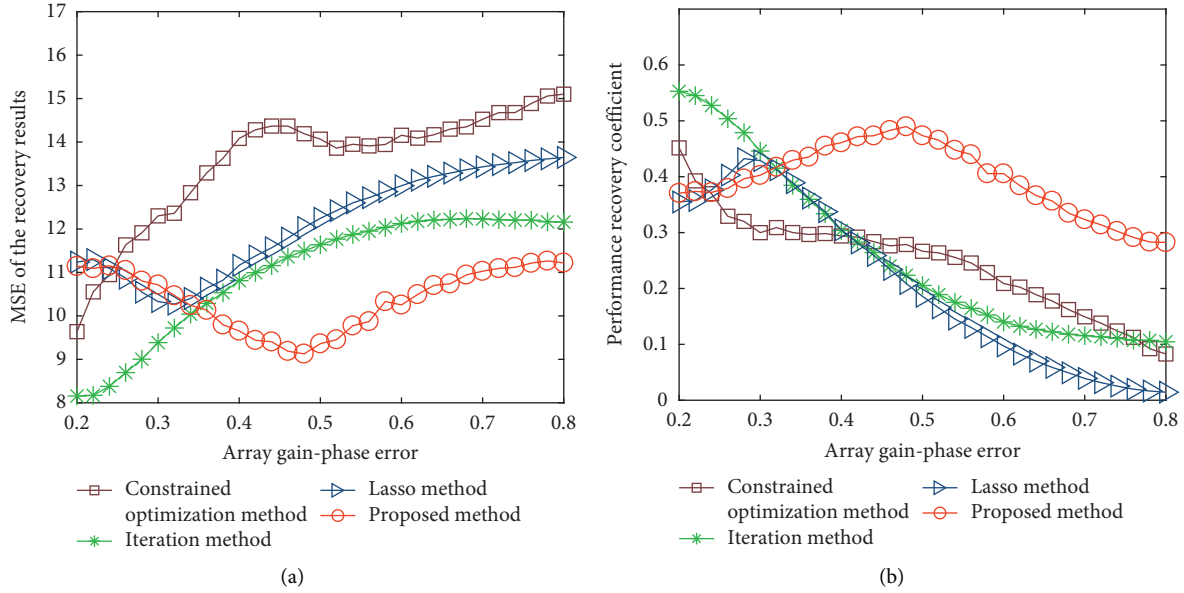 17
16
15
14
13
12
11
10
9
8
MSE of the recovery results
0.2 0.3 0.4 0.5 0.6 0.7 0.8
Array gain-phase error
Constrained
optimization method
Iteration method
Lasso method
Proposed method
(a)
0.6
0.5
0.4
0.3
0.2
0.1
0
Performance recovery coefficient
0.2 0.3 0.4 0.5 0.6 0.7 0.8
Array gain-phase error
Constrained
optimization method
Iteration method
Lasso method
Proposed method
(b)